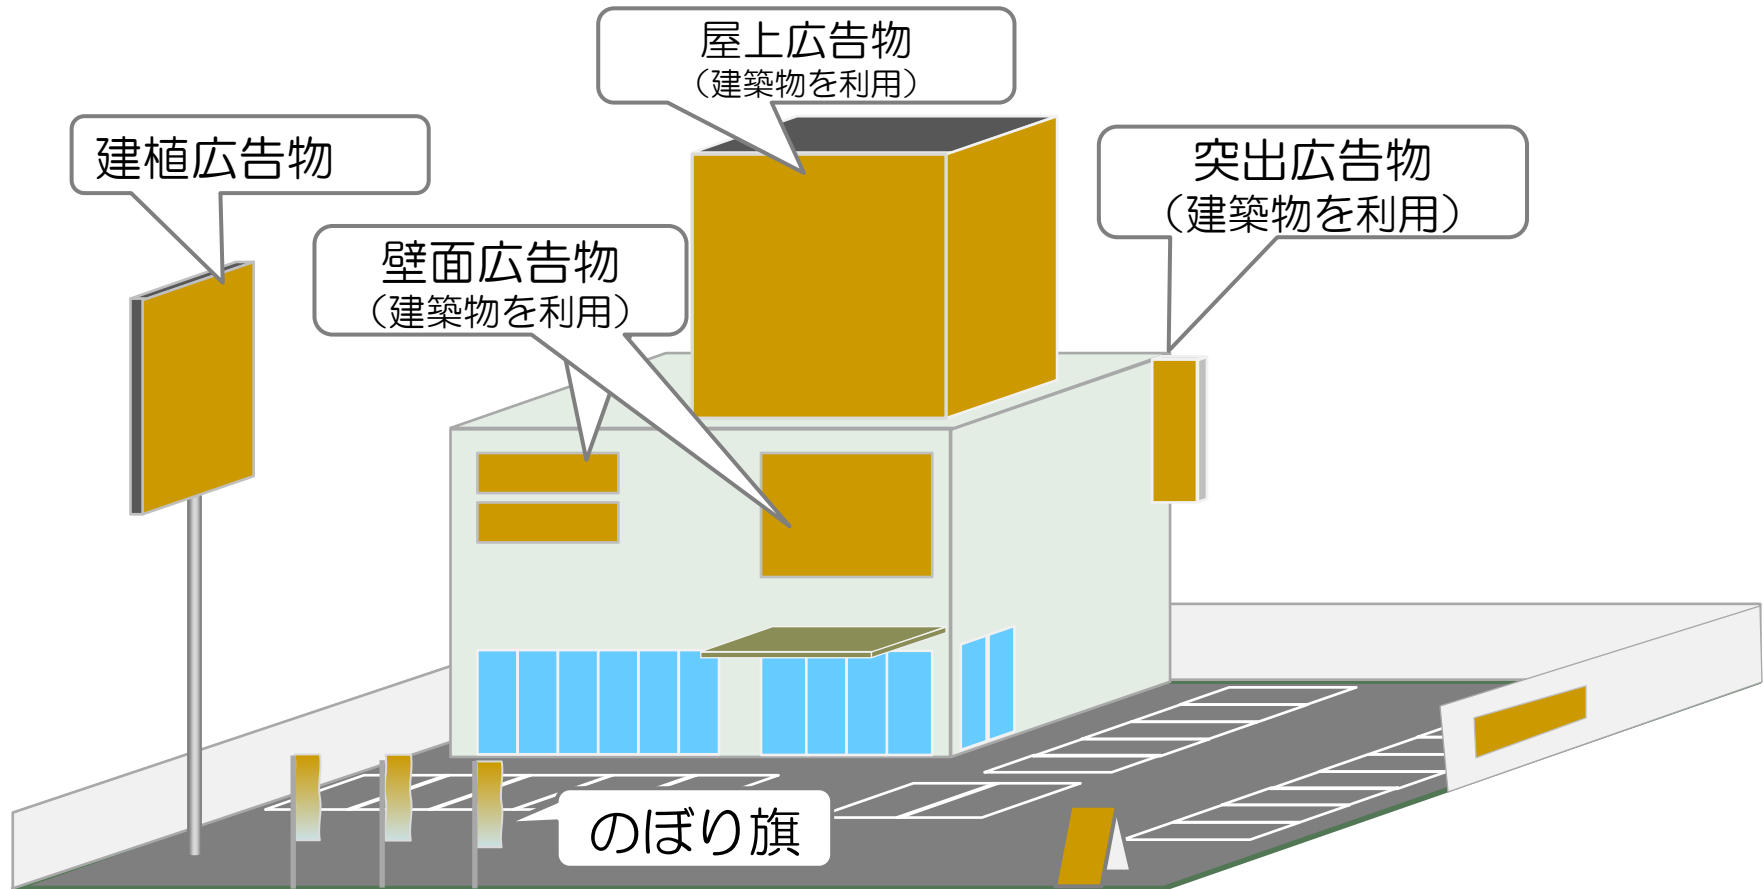 屋上広告物
（建築物を利用）
建植広告物
突出広告物
（建築物を利用）
壁面広告物
（建築物を利用）
のぼり旗